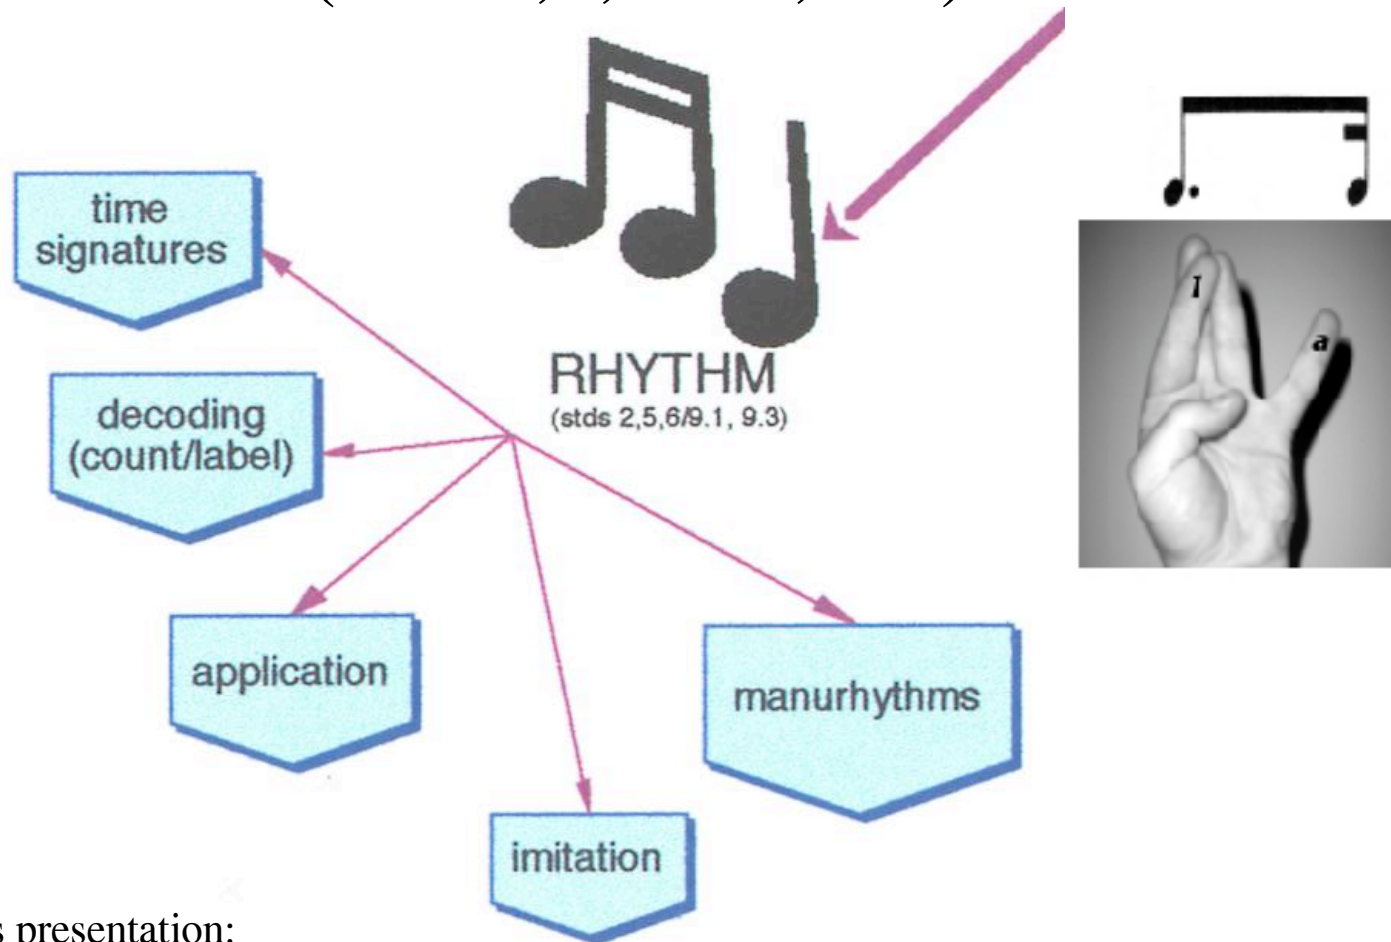 time
signatures
RHYTHM
(stds 2,5,6/9.1, 9.3)
decoding
(count/label)
application
manurhythms
imitation
I
a
presentation: